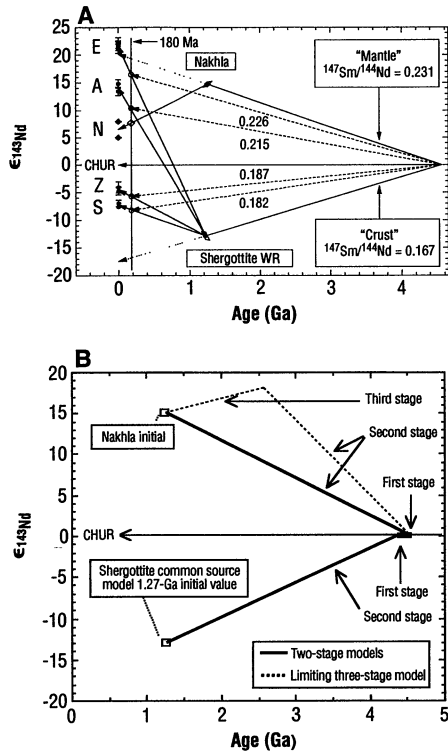 A
25
20
15
10
5
0
-5
-10
-15
-20
-25
ϵ143Nd
E
A
N
CHUR
Z
S
180 Ma
Nakhla
"Mantle"
147Sm/144Nd = 0.231
0.226
0.215
0.187
0.182
"Crust"
147Sm/144Nd = 0.167
Shergottite WR
0 1 2 3 4
Age (Ga)
B
20
15
10
5
0
-5
-10
-15
-20
ϵ143Nd
Third stage
Nakhla initial
Second stage
First stage
CHUR
Shergottite common source
model 1.27-Ga initial value
First stage
Second stage
Two-stage models
Limiting three-stage model
0 1 2 3 4 5
Age (Ga)